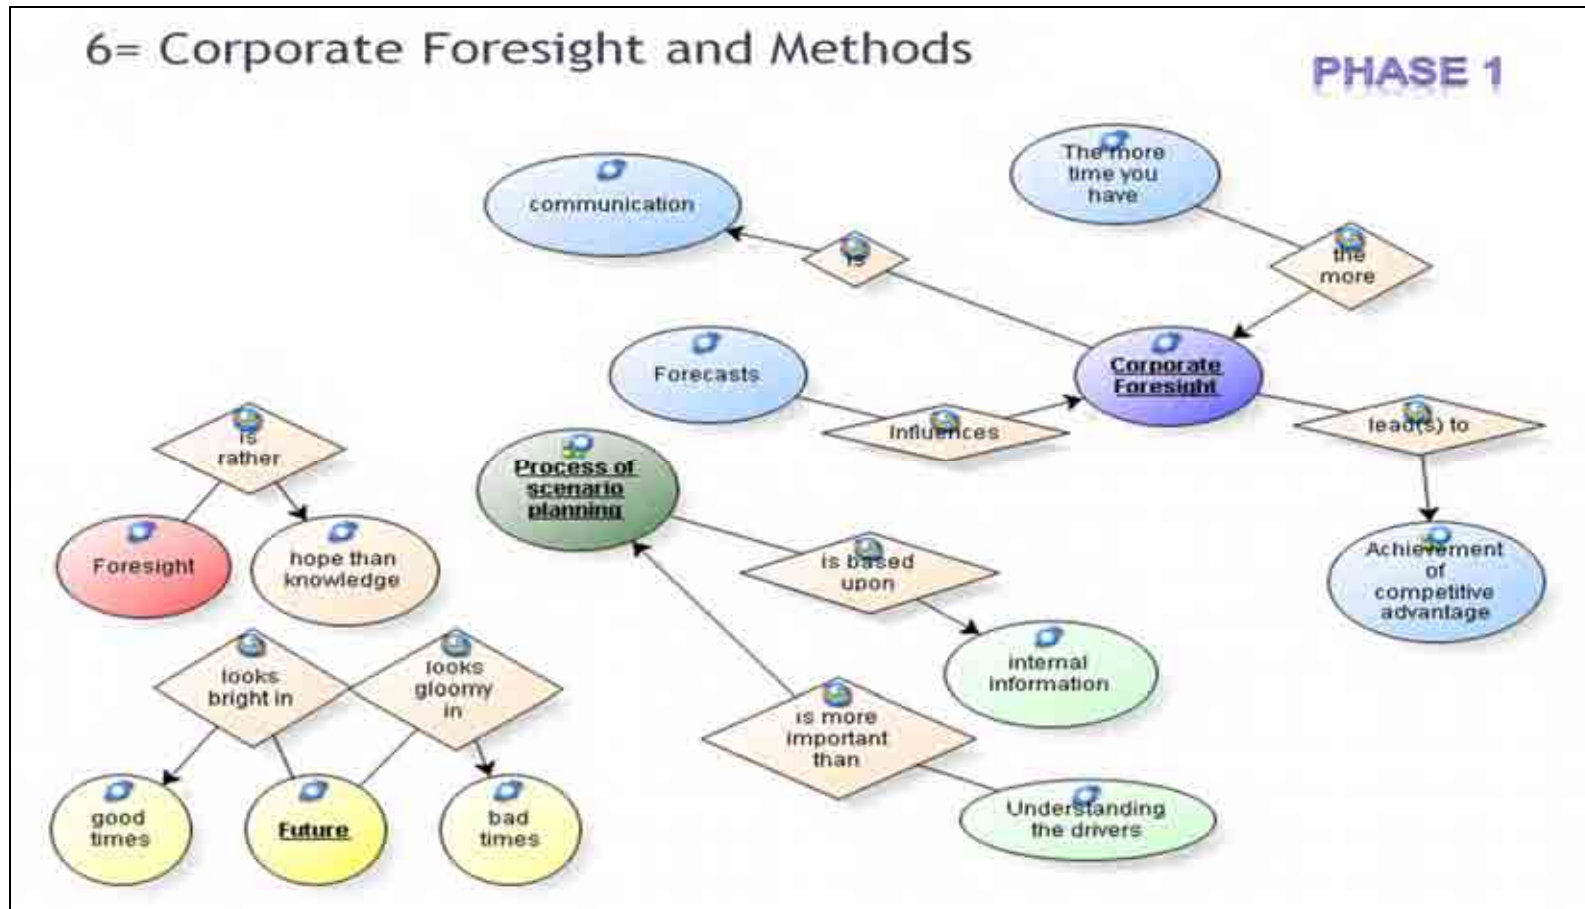 6= Corporate Foresight and Methods
PHASE 1
The more
time you
have
communication
is
the
more
Forecasts
Corporate
Foresight
Influences
lead(s) to
is
rather
Process of
scenario
planning
Foresight
hope than
knowledge
is based
upon
Achievement
of
competitive
advantage
looks
bright in
looks
gloomy
in
internal
information
is more
important
than
good
times
Future
bad
times
Understanding
the drivers